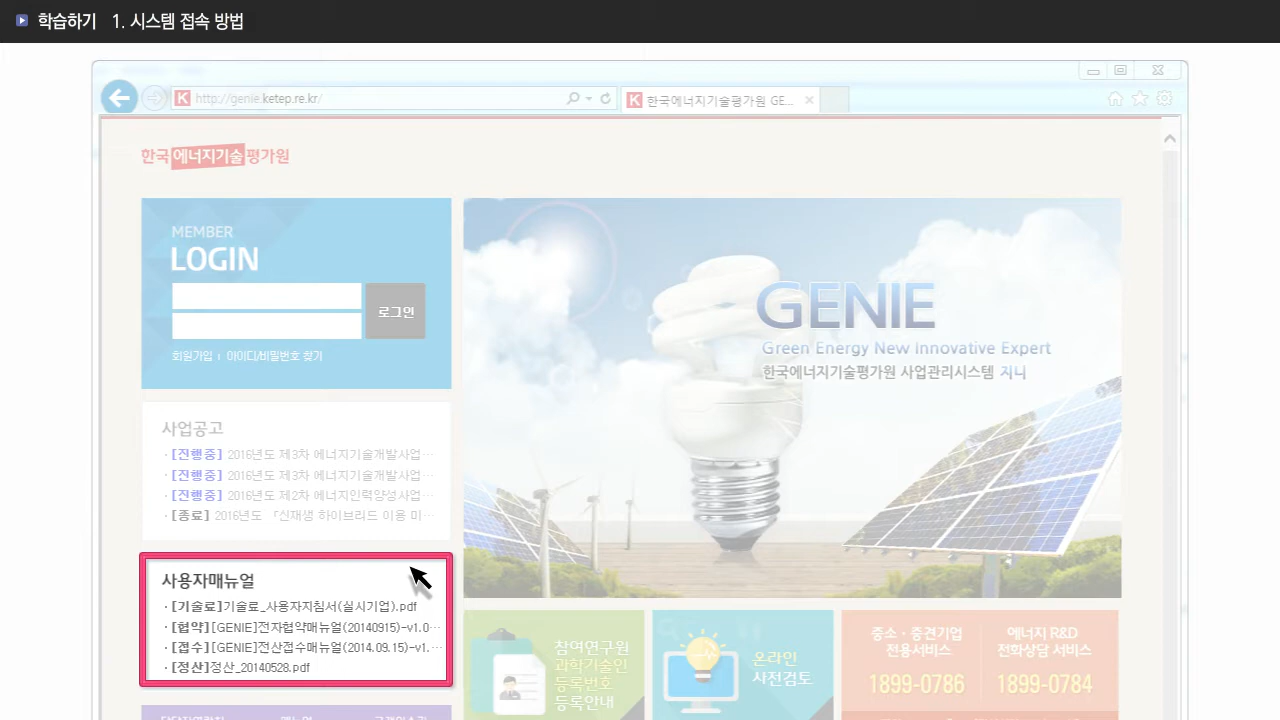 학습하기 1. 시스템 접속 방법
http://genie.ketep.re.kr/
한국에너지기술평가원 GE...
한국에너지기술평가원
MEMBER
LOGIN
로그인
회원가입 | 아이디/비밀번호 찾기
GENIE
Green Energy New Innovative Expert
한국에너지기술평가원 사업관리시스템 지니
사업공고
· [진행중] 2016년도 제3차 에너지기술개발사업…
· [진행중] 2016년도 제3차 에너지기술개발사업…
· [진행중] 2016년도 제2차 에너지인력양성사업…
· [종료] 2016년도 「신재생 하이브리드 이용 미…
사용자매뉴얼
· [기술료]기술료_사용자지침서(실시기업).pdf
· [협약][GENIE]전자협약매뉴얼(20140915)-v1.0…
· [접수][GENIE]전산접수매뉴얼(2014.09.15)-v1.…
· [정산]정산_20140528.pdf
참여연구원
과학기술인
등록번호
등록안내
온라인
사전검토
중소·중견기업
전용서비스
1899-0786
에너지 R&D
전화상담 서비스
1899-0784